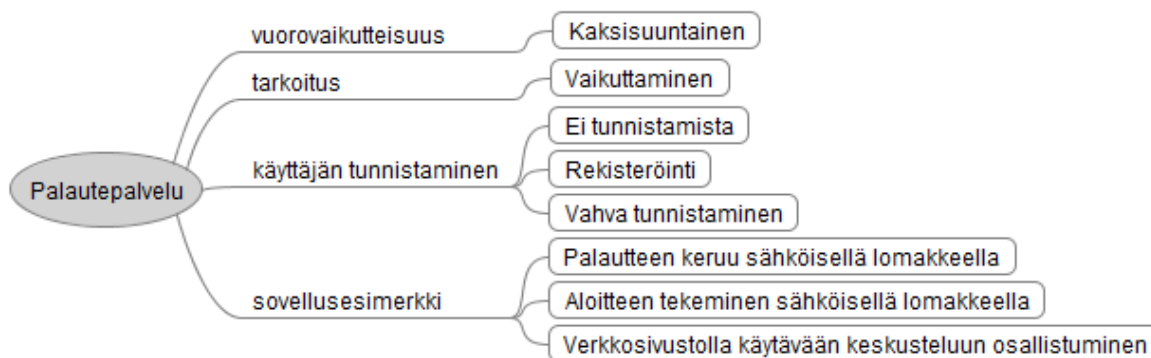 Palautepalvelu
vuorovaikutteisuus
Kaksisuuntainen
tarkoitus
Vaikuttaminen
käyttäjän tunnistaminen
Ei tunnistamista
Rekisteröinti
Vahva tunnistaminen
sovellusesimerkki
Palautteen keruu sähköisellä lomakkeella
Aloitteen tekeminen sähköisellä lomakkeella
Verkkosivustolla käytävään keskusteluun osallistuminen